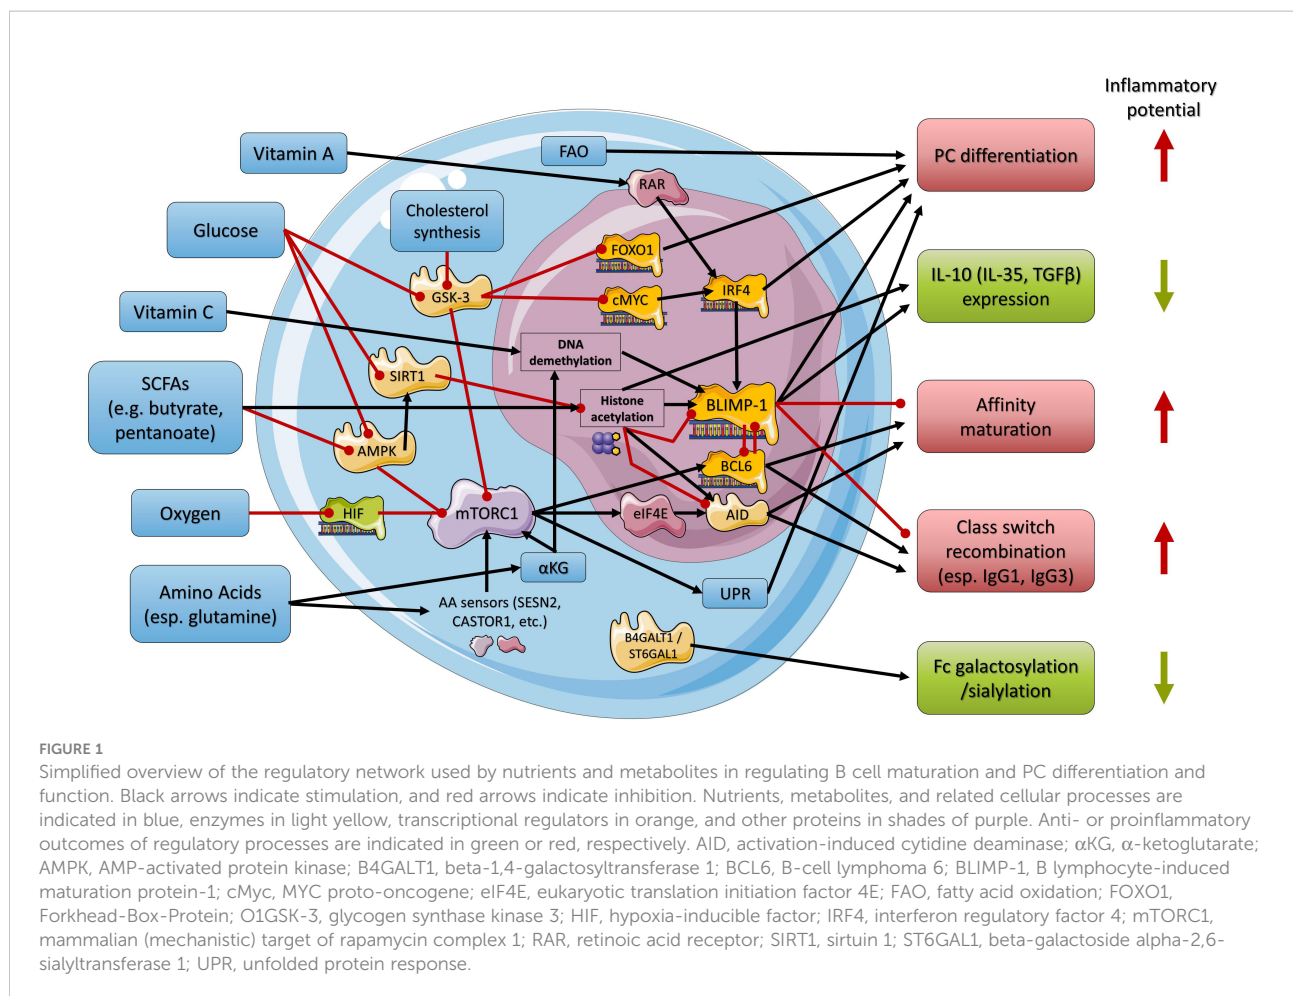 Inflammatory
potential
Vitamin A
FAO
PC differentiation
RAR
Glucose
Cholesterol
synthesis
FOXO1
GSK-3
cMYC
IRF4
IL-10 (IL-35, TGFβ)
expression
Vitamin C
DNA
demethylation
SIRT1
SCFAs
(e.g. butyrate,
pentanoate)
Histone
acetylation
BLIMP-1
Affinity
maturation
AMPK
BCL6
Oxygen
HIF
mTORC1
eIF4E
AID
Class switch
recombination
(esp. IgG1, IgG3)
αKG
UPR
Amino Acids
(esp. glutamine)
AA sensors (SESN2,
CASTOR1, etc.)
B4GALT1 /
ST6GAL1
Fc galactosylation
/sialylation
FIGURE 1
Simplified overview of the regulatory network used by nutrients and metabolites in regulating B cell maturation and PC differentiation and
function. Black arrows indicate stimulation, and red arrows indicate inhibition. Nutrients, metabolites, and related cellular processes are
indicated in blue, enzymes in light yellow, transcriptional regulators in orange, and other proteins in shades of purple. Anti- or proinflammatory
outcomes of regulatory processes are indicated in green or red, respectively. AID, activation-induced cytidine deaminase; αKG, α-ketoglutarate;
AMPK, AMP-activated protein kinase; B4GALT1, beta-1,4-galactosyltransferase 1; BCL6, B-cell lymphoma 6; BLIMP-1, B lymphocyte-induced
maturation protein-1; cMyc, MYC proto-oncogene; eIF4E, eukaryotic translation initiation factor 4E; FAO, fatty acid oxidation; FOXO1,
Forkhead-Box-Protein; O1GSK-3, glycogen synthase kinase 3; HIF, hypoxia-inducible factor; IRF4, interferon regulatory factor 4; mTORC1,
mammalian (mechanistic) target of rapamycin complex 1; RAR, retinoic acid receptor; SIRT1, sirtuin 1; ST6GAL1, beta-galactoside alpha-2,6-
sialyltransferase 1; UPR, unfolded protein response.